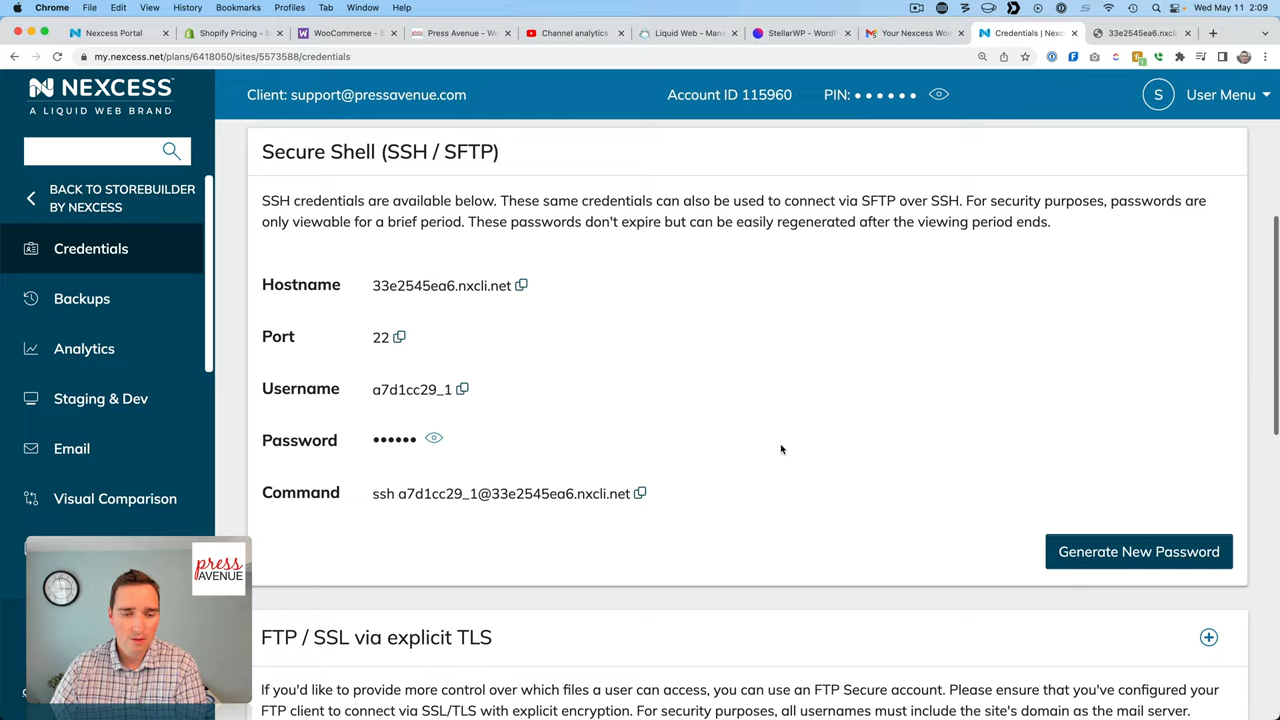 Chrome File Edit View History Bookmarks Profiles Tab Window Help
Wed May 11 2:09
Nexcess Portal
Shopify Pricing -
WooCommerce -
Press Avenue - Wo
Channel analytics
Liquid Web - Mana
StellarWP - WordP
Your Nexcess Woo
Credentials | Nexc
33e2545ea6.nxcli
my.nexcess.net/plans/6418050/sites/5573588/credentials
NEXCESS
A LIQUID WEB BRAND
Client: support@pressavenue.com
Account ID 115960
PIN: • • • • • •
S
User Menu
BACK TO STOREBUILDER
BY NEXCESS
Credentials
Backups
Analytics
Staging & Dev
Email
Visual Comparison
press
AVENUE
Secure Shell (SSH / SFTP)
SSH credentials are available below. These same credentials can also be used to connect via SFTP over SSH. For security purposes, passwords are
only viewable for a brief period. These passwords don't expire but can be easily regenerated after the viewing period ends.
Hostname 33e2545ea6.nxcli.net
Port 22
Username a7d1cc29_1
Password ••••••
Command ssh a7d1cc29_1@33e2545ea6.nxcli.net
Generate New Password
FTP / SSL via explicit TLS
If you'd like to provide more control over which files a user can access, you can use an FTP Secure account. Please ensure that you've configured your
FTP client to connect via SSL/TLS with explicit encryption. For security purposes, all usernames must include the site's domain as the mail server.